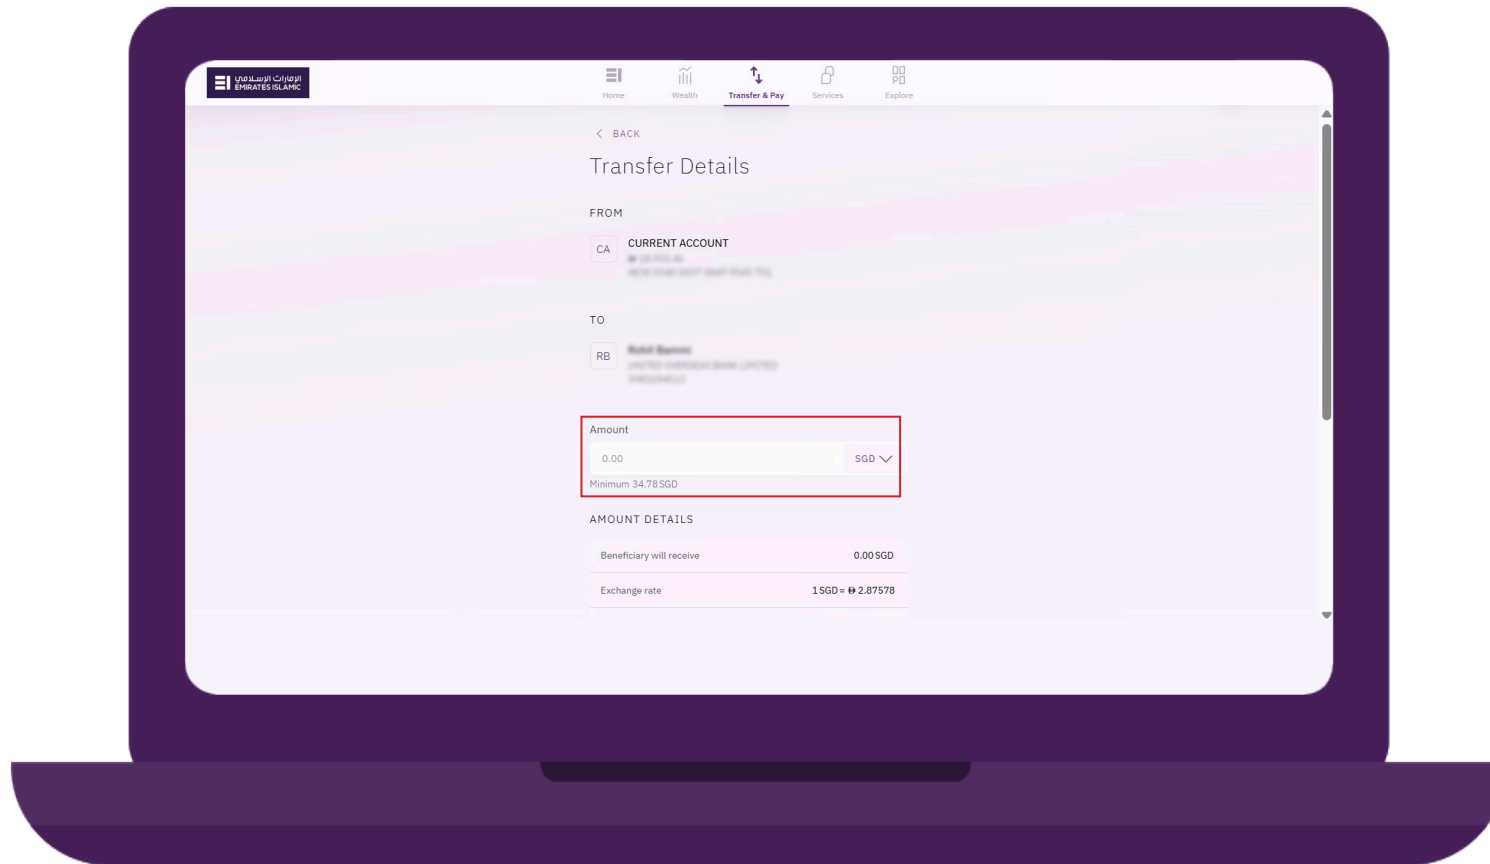 الإمارات الإسلامي
EMIRATES ISLAMIC
Home
Wealth
Transfer & Pay
Services
Explore
BACK
Transfer Details
FROM
CA
CURRENT ACCOUNT
TO
RB
Amount
0.00
SGD
Minimum 34.78 SGD
AMOUNT DETAILS
Beneficiary will receive 0.00 SGD
Exchange rate 1 SGD = 2.87578